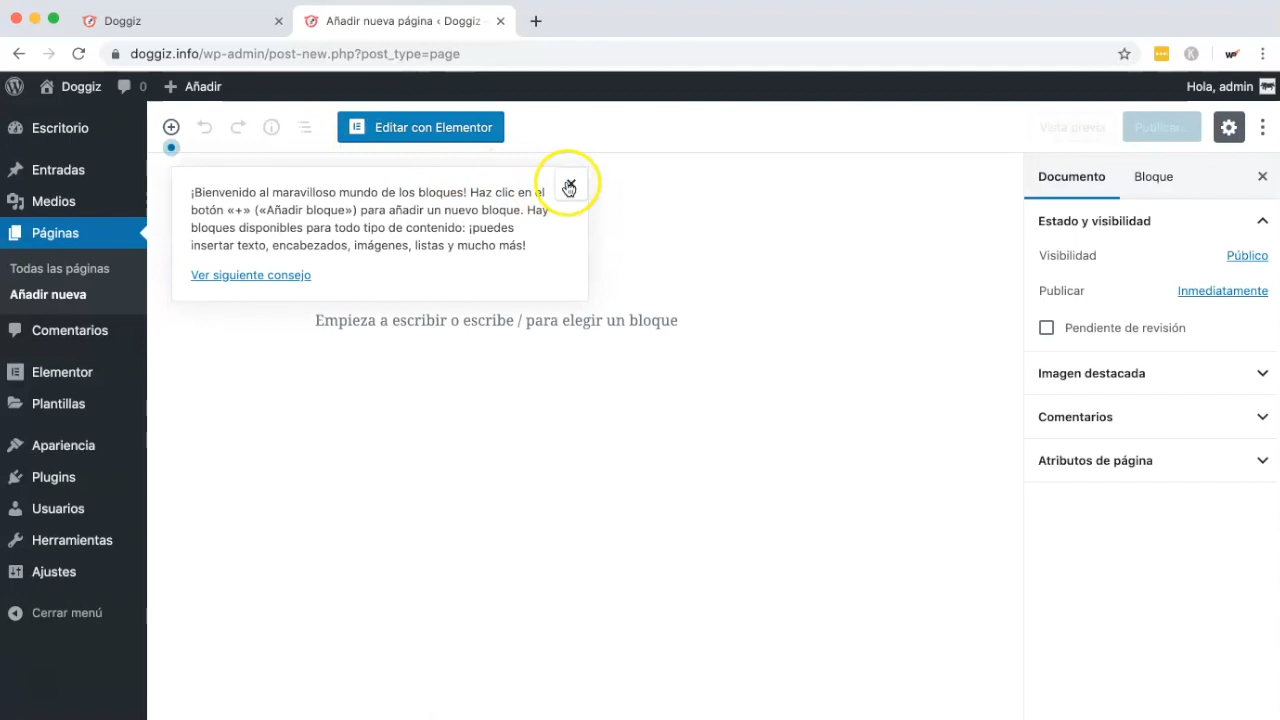 Doggiz
Añadir nueva página ‹ Doggiz -
doggiz.info/wp-admin/post-new.php?post_type=page
Doggiz
0
Añadir
Hola, admin
Escritorio
Entradas
Medios
Páginas
Todas las páginas
Añadir nueva
Comentarios
Elementor
Plantillas
Apariencia
Plugins
Usuarios
Herramientas
Ajustes
Cerrar menú
Editar con Elementor
Vista previa
Publicar...
¡Bienvenido al maravilloso mundo de los bloques! Haz clic en el
botón «+» («Añadir bloque») para añadir un nuevo bloque. Hay
bloques disponibles para todo tipo de contenido: ¡puedes
insertar texto, encabezados, imágenes, listas y mucho más!
Ver siguiente consejo
Empieza a escribir o escribe / para elegir un bloque
Documento
Bloque
Estado y visibilidad
Visibilidad
Público
Publicar
Inmediatamente
Pendiente de revisión
Imagen destacada
Comentarios
Atributos de página